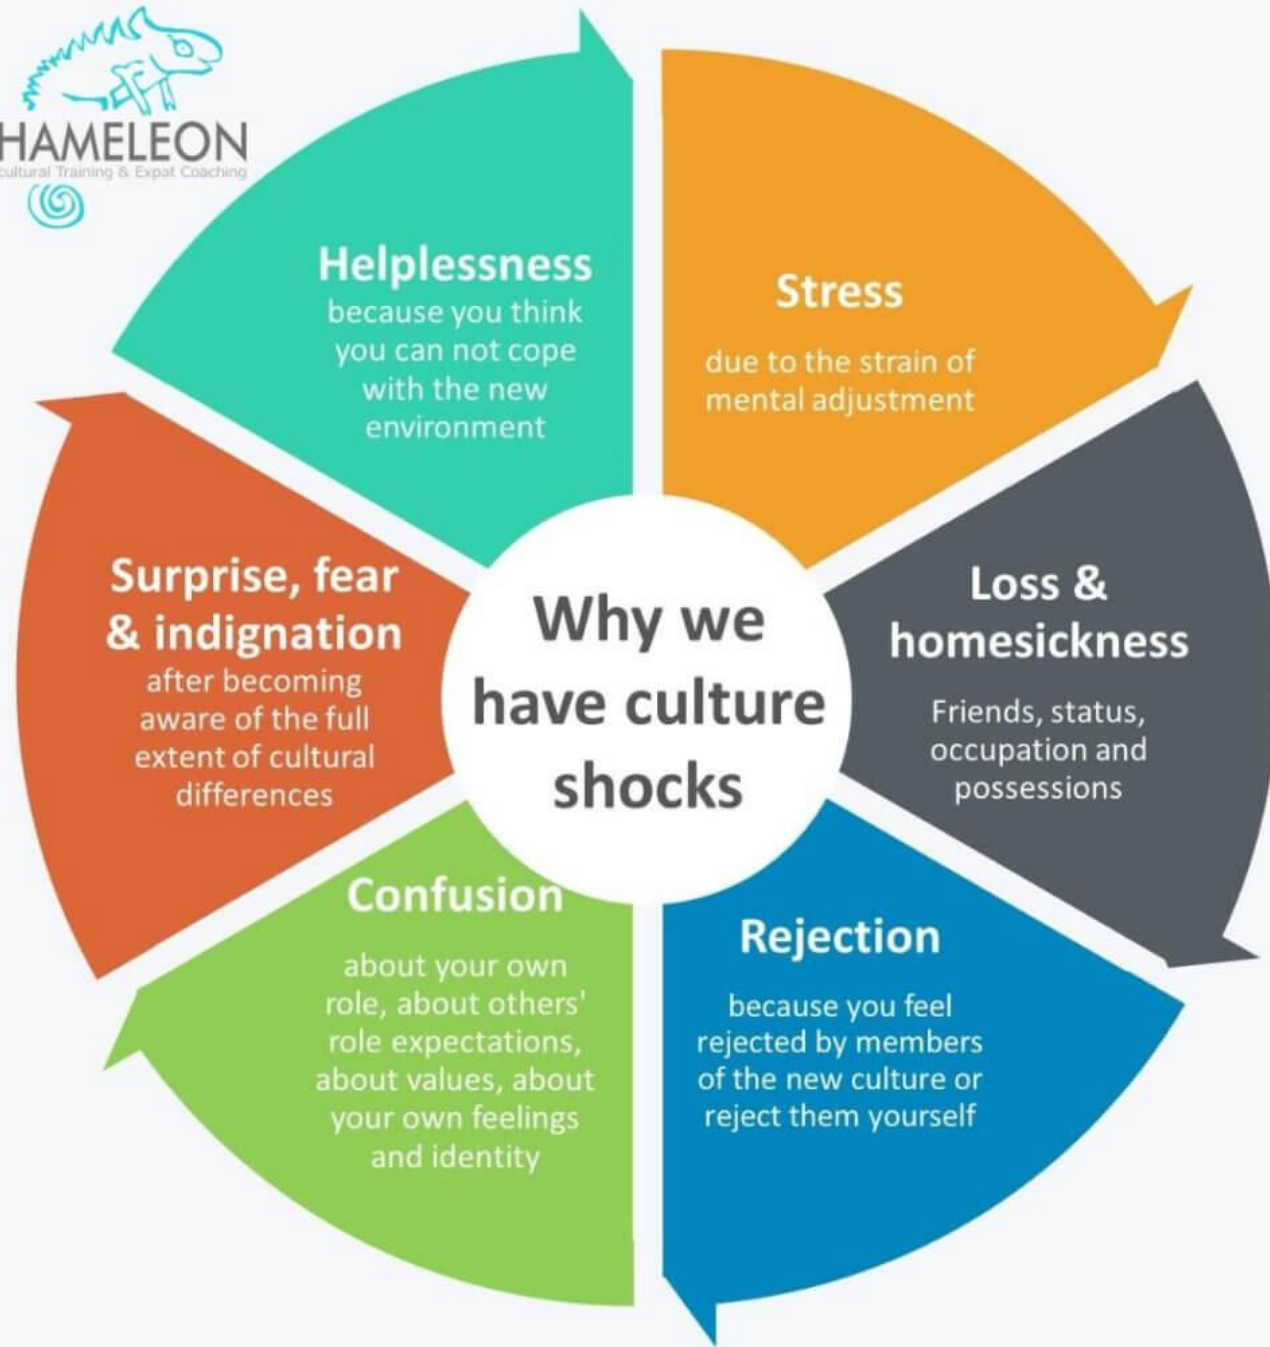 HAMELEON
cultural Training & Expat Coaching
Helplessness
because you think
you can not cope
with the new
environment
Stress
due to the strain of
mental adjustment
Loss &
homesickness
Friends, status,
occupation and
possessions
Rejection
because you feel
rejected by members
of the new culture or
reject them yourself
Confusion
about your own
role, about others'
role expectations,
about values, about
your own feelings
and identity
Surprise, fear
& indignation
after becoming
aware of the full
extent of cultural
differences
Why we
have culture
shocks